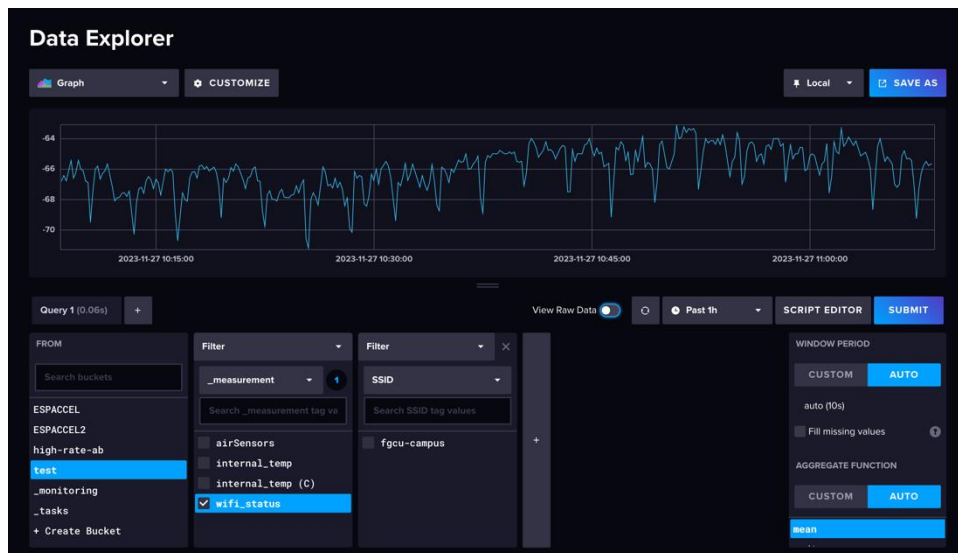 Data Explorer
Graph
CUSTOMIZE
Local
SAVE AS
-64
-66
-68
-70
2023-11-27 10:15:00
2023-11-27 10:30:00
2023-11-27 10:45:00
2023-11-27 11:00:00
Query 1 (0.06s)
+
View Raw Data
Past 1h
SCRIPT EDITOR
SUBMIT
FROM
Search buckets
ESPACCEL
ESPACCEL2
high-rate-ab
test
_monitoring
_tasks
+ Create Bucket
Filter
_measurement
1
Search _measurement tag va
airSensors
internal_temp
internal_temp (C)
wifi_status
Filter
SSID
Search SSID tag values
fgcu-campus
+
WINDOW PERIOD
CUSTOM
AUTO
auto (10s)
Fill missing values
AGGREGATE FUNCTION
CUSTOM
AUTO
mean